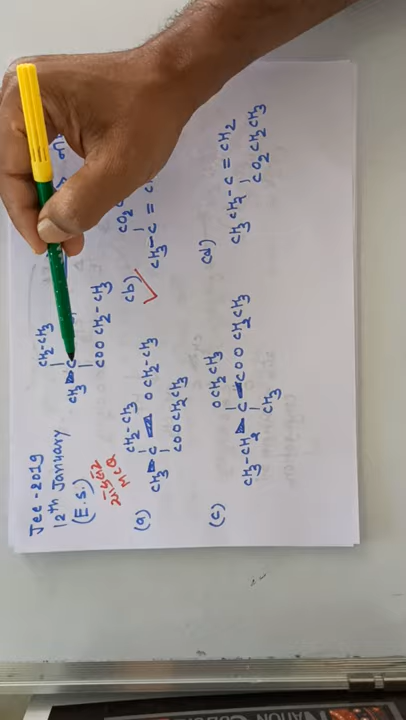 Jee-2019
12th January
(E.S.)
CH2-CH3
CH3 C
COOCH2-CH3
(a)
CH2-CH3
CH3 C OCH2-CH3
COOCH2CH3
(b)
CO2
CH3-C = C
(c)
OCH2CH3
CH3-CH2 C COOCH2CH3
CH3
(d)
CH3CH2-C = CH2
CO2CH2CH3